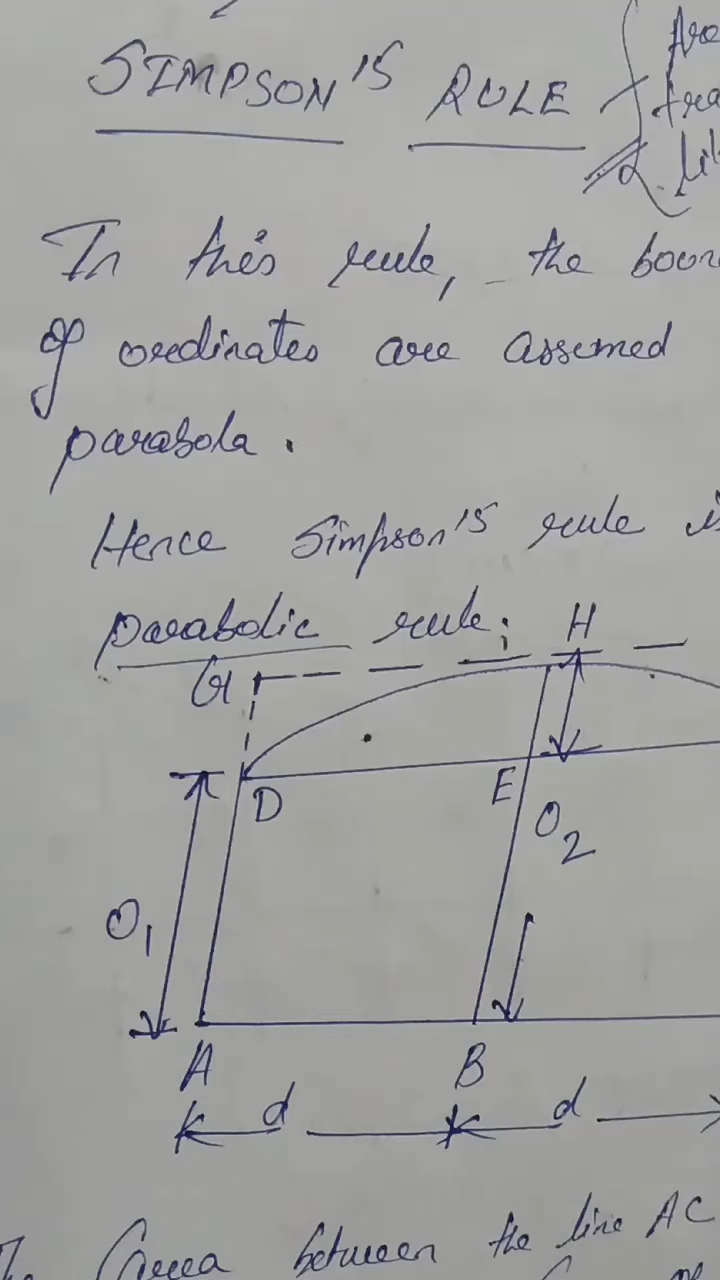 SIMPSON'S RULE
In this rule, the
of ordinates are assumed
parabola.
Hence Simpson's rule
parabolic rule;
H
G
D
E
O2
O1
A
B
d
d
area between the line AC